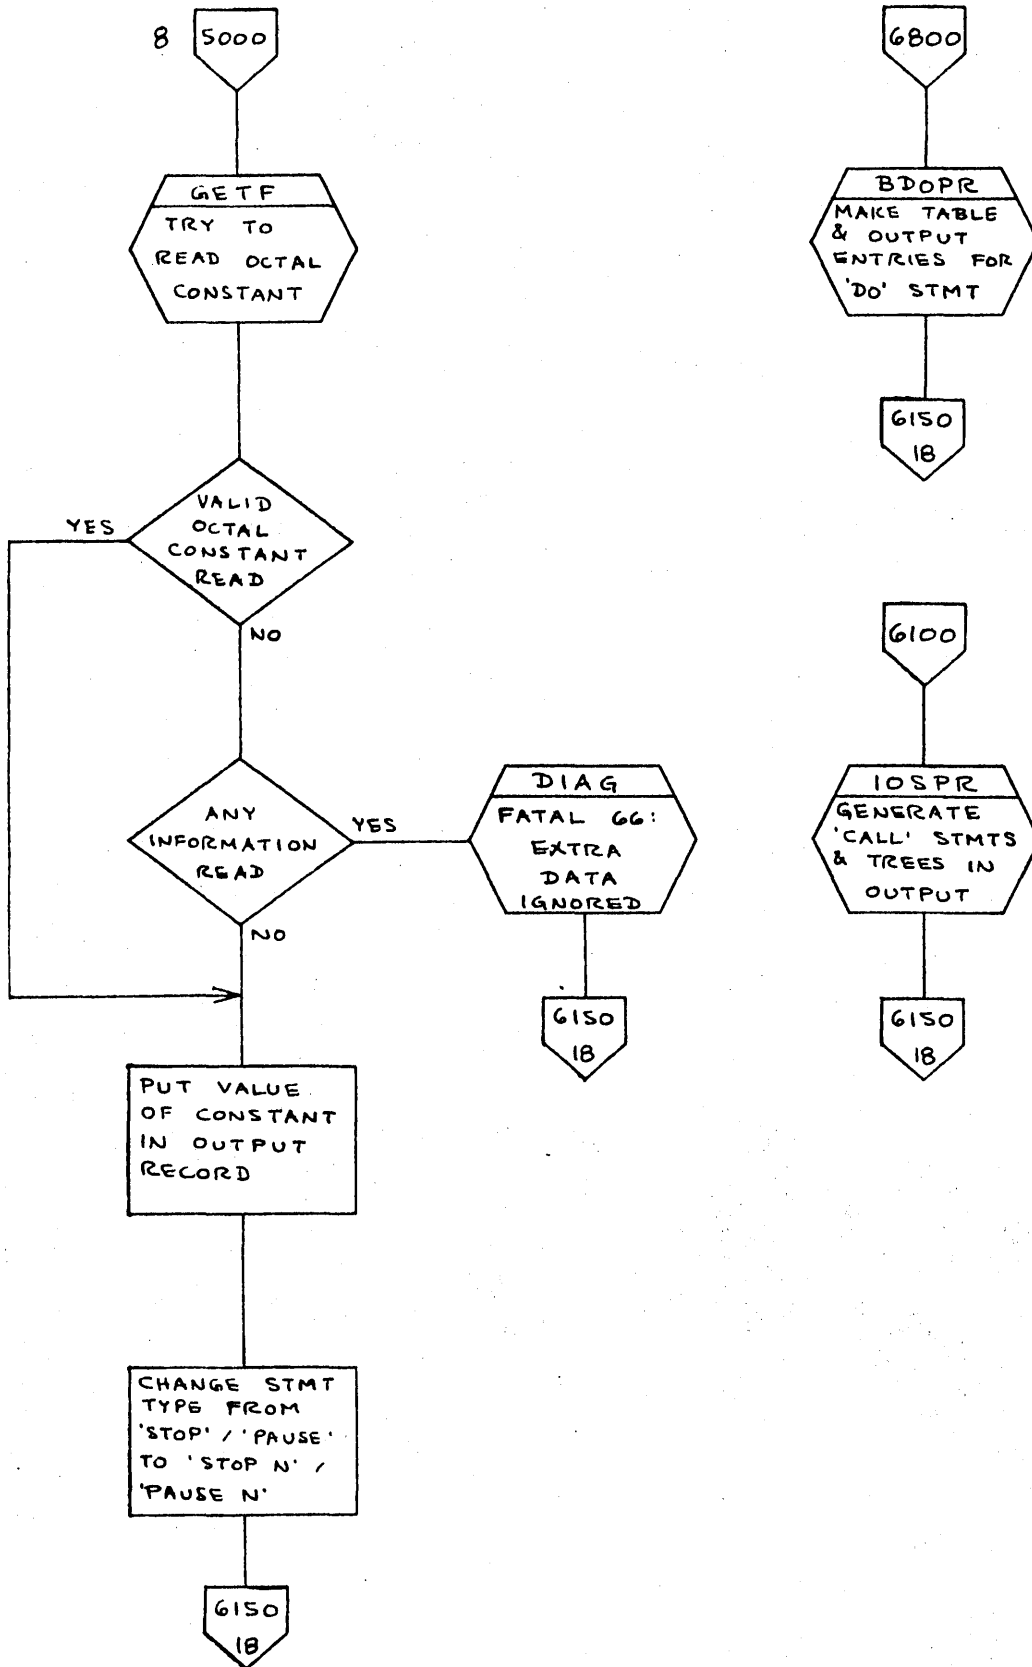 8
5000
GETF
TRY TO
READ OCTAL
CONSTANT
VALID
OCTAL
CONSTANT
READ
YES
NO
ANY
INFORMATION
READ
YES
NO
DIAG
FATAL 66:
EXTRA
DATA
IGNORED
6150
18
PUT VALUE
OF CONSTANT
IN OUTPUT
RECORD
CHANGE STMT
TYPE FROM
'STOP' / 'PAUSE'
TO 'STOP N' /
'PAUSE N'
6150
18
6800
BDOPR
MAKE TABLE
& OUTPUT
ENTRIES FOR
'DO' STMT
6150
18
6100
IOSPR
GENERATE
'CALL' STMTS
& TREES IN
OUTPUT
6150
18